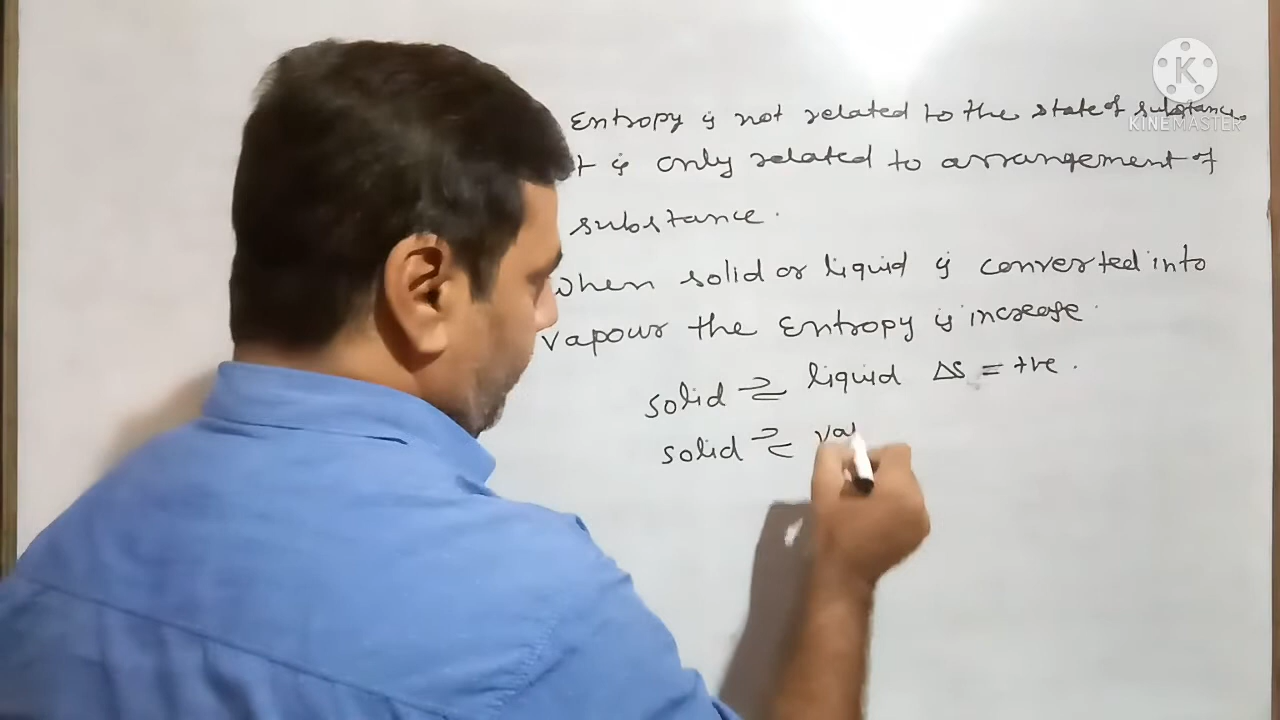 Entropy is not related to the state of substance.
t is only related to arrangement of
substance.
when solid or liquid is converted into
vapour the Entropy is increase.
solid ⇌ liquid ΔS = +ve.
solid ⇌ va
K
KINEMASTER